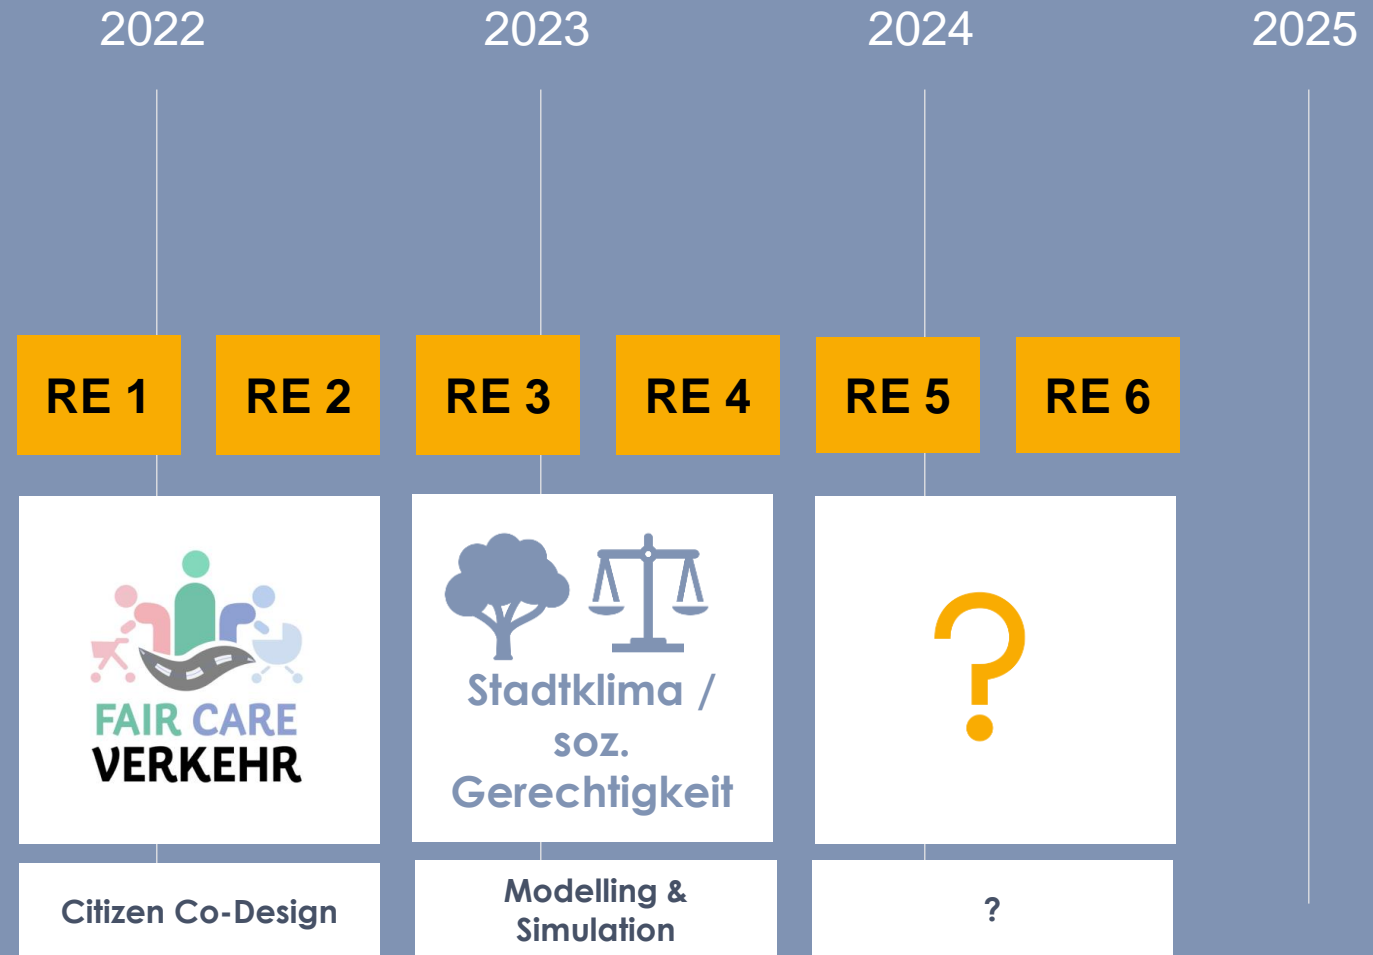 2022 2023 2024 2025
RE 1 RE 2 RE 3 RE 4 RE 5 RE 6
FAIR CARE
VERKEHR
Stadtklima /
soz.
Gerechtigkeit
?
Citizen Co-Design
Modelling &
Simulation
?